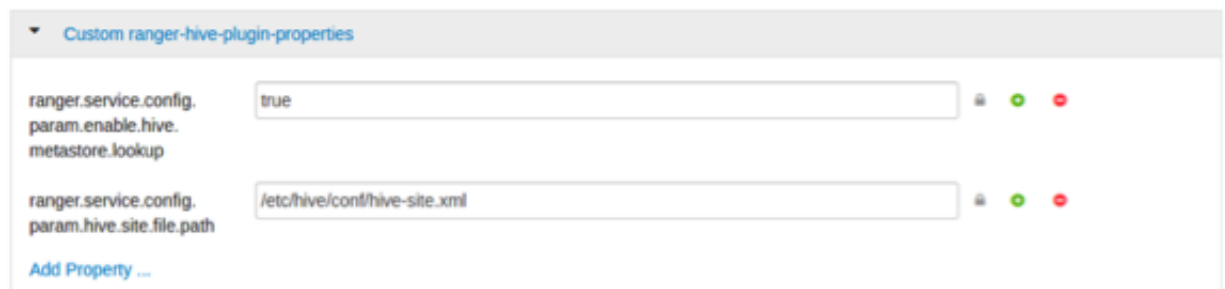 Custom ranger-hive-plugin-properties
ranger.service.config. true
param.enable.hive.
metastore.lookup
ranger.service.config. /etc/hive/conf/hive-site.xml
param.hive.site.file.path
Add Property ...